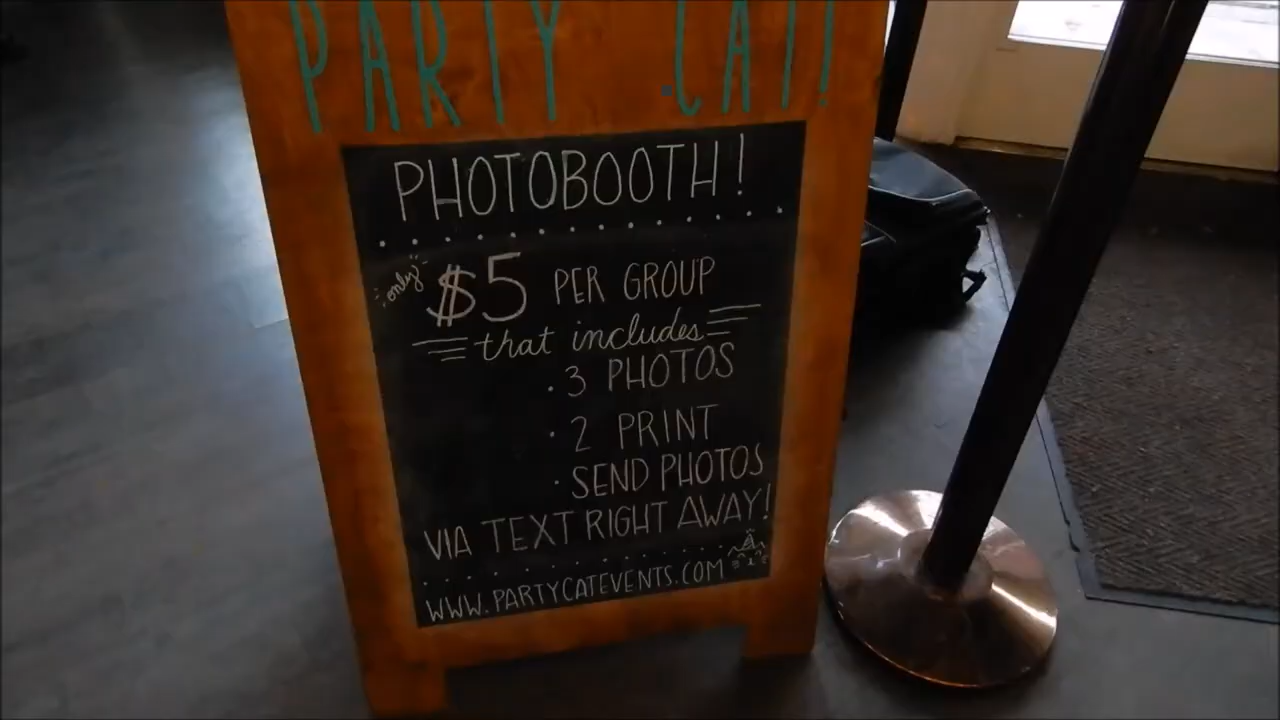 PARTY CAT!
PHOTOBOOTH!
only $5 PER GROUP
that includes
· 3 PHOTOS
· 2 PRINT
· SEND PHOTOS
VIA TEXT RIGHT AWAY!
WWW.PARTYCATEVENTS.COM